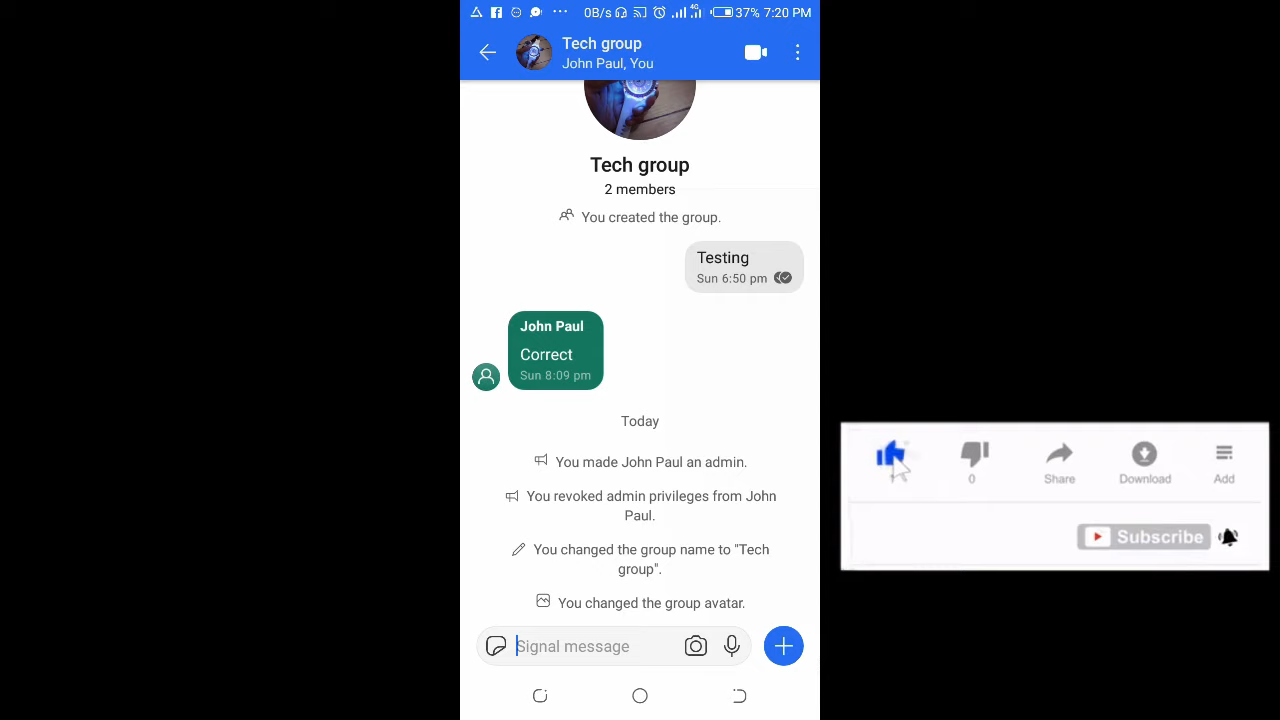 0B/s 4G 37% 7:20 PM
Tech group
John Paul, You
Tech group
2 members
You created the group.
Testing
Sun 6:50 pm
John Paul
Correct
Sun 8:09 pm
Today
You made John Paul an admin.
You revoked admin privileges from John
Paul.
You changed the group name to "Tech
group".
You changed the group avatar.
Signal message
0 Share Download Add
Subscribe